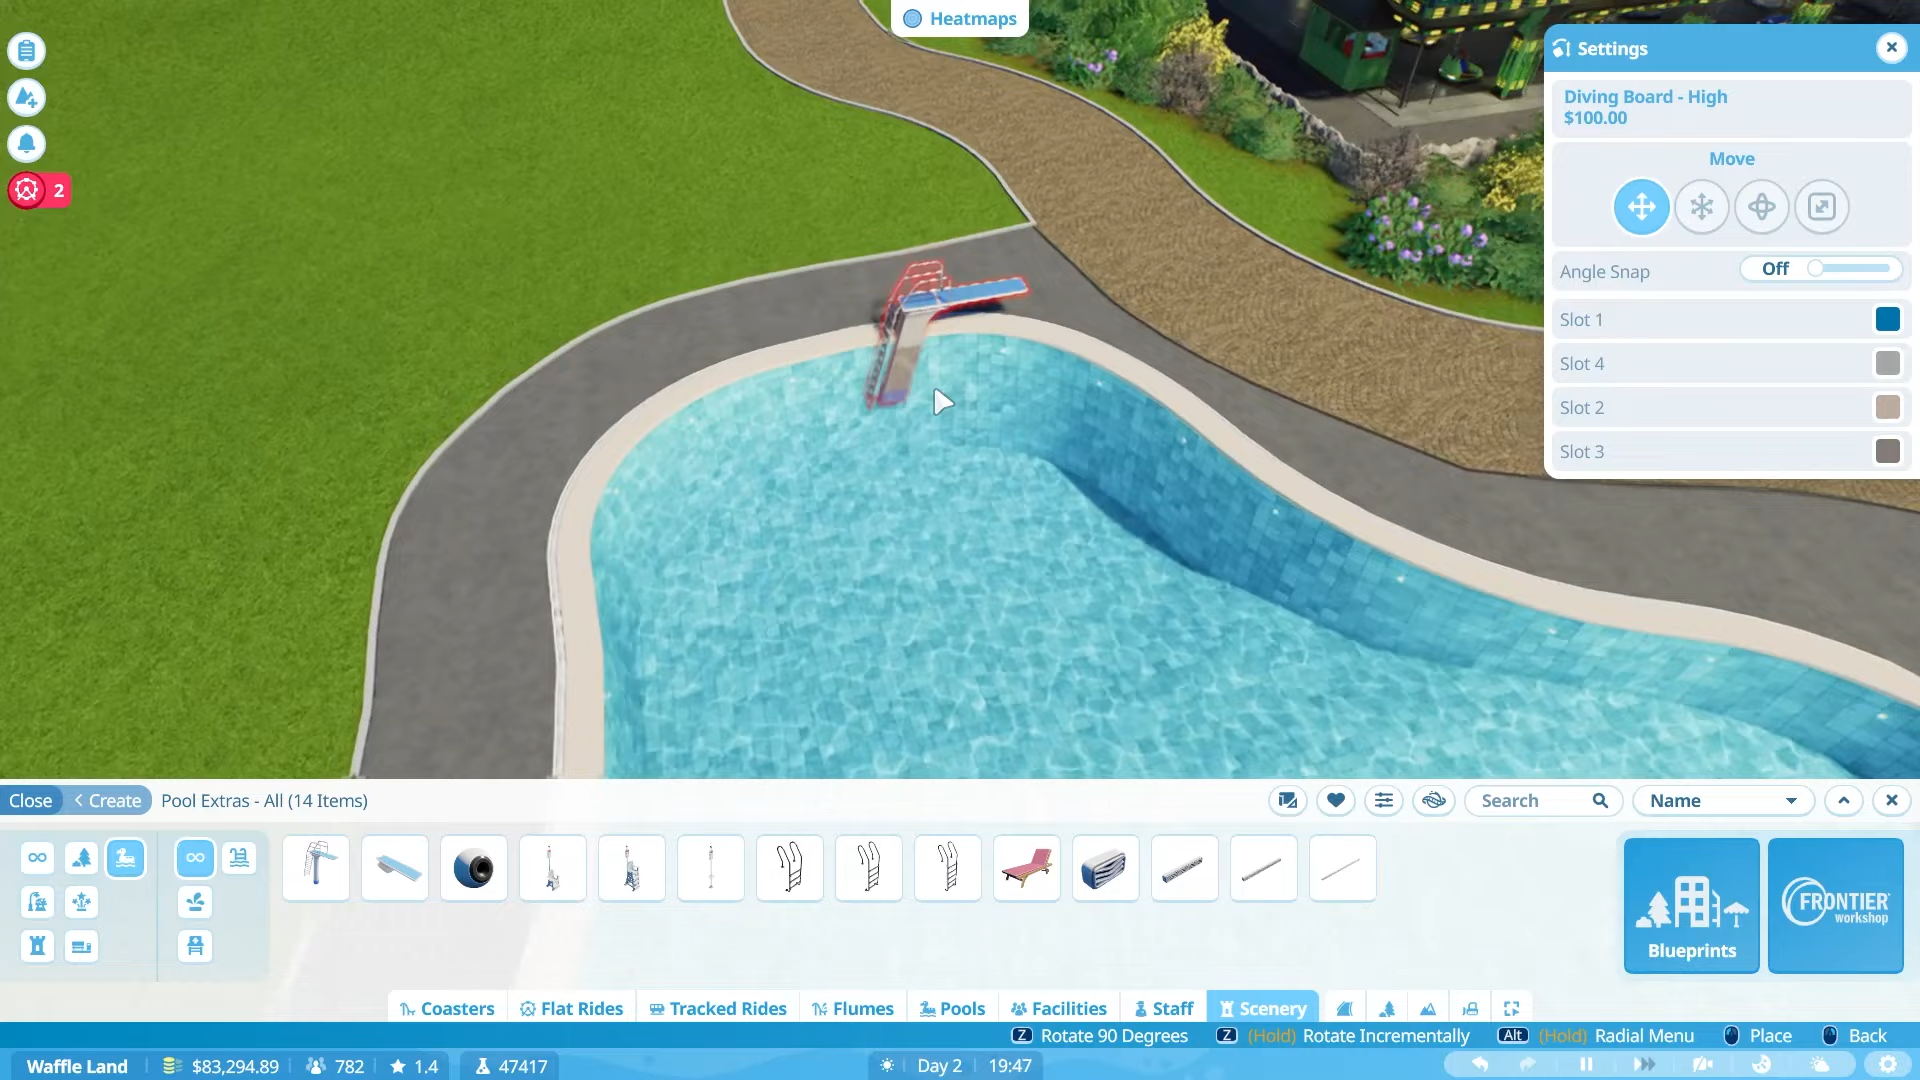 Heatmaps
Settings
Diving Board - High
$100.00
Move
Angle Snap Off
Slot 1
Slot 4
Slot 2
Slot 3
2
Close Create Pool Extras - All (14 Items) Search Name
Blueprints
FRONTIER
workshop
Coasters Flat Rides Tracked Rides Flumes Pools Facilities Staff Scenery
Z Rotate 90 Degrees Z (Hold) Rotate Incrementally Alt (Hold) Radial Menu Place Back
Waffle Land $83,294.89 782 1.4 47417 Day 2 19:47